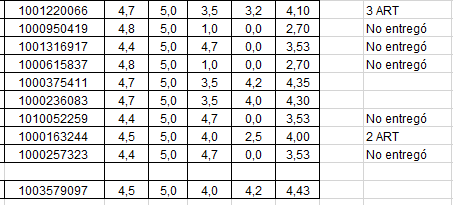 1001220066 4,7 5,0 3,5 3,2 4,10 3 ART
1000950419 4,8 5,0 1,0 0,0 2,70 No entregó
1001316917 4,4 5,0 4,7 0,0 3,53 No entregó
1000615837 4,8 5,0 1,0 0,0 2,70 No entregó
1000375411 4,7 5,0 3,5 4,2 4,35
1000236083 4,7 5,0 3,5 4,0 4,30
1010052259 4,4 5,0 4,7 0,0 3,53 No entregó
1000163244 4,5 5,0 4,0 2,5 4,00 2 ART
1000257323 4,4 5,0 4,7 0,0 3,53 No entregó
1003579097 4,5 5,0 4,0 4,2 4,43